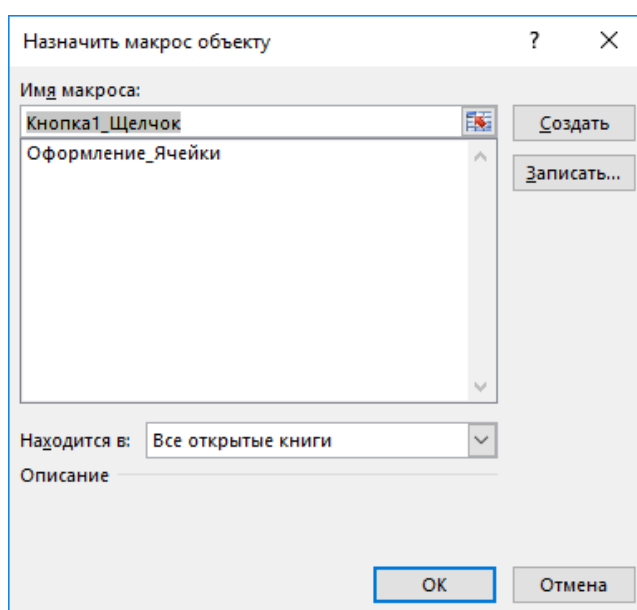 Назначить макрос объекту ?
Имя макроса:
Кнопка1_Щелчок
Создать
Оформление_Ячейки
Записать...
Находится в: Все открытые книги
Описание
ОК Отмена